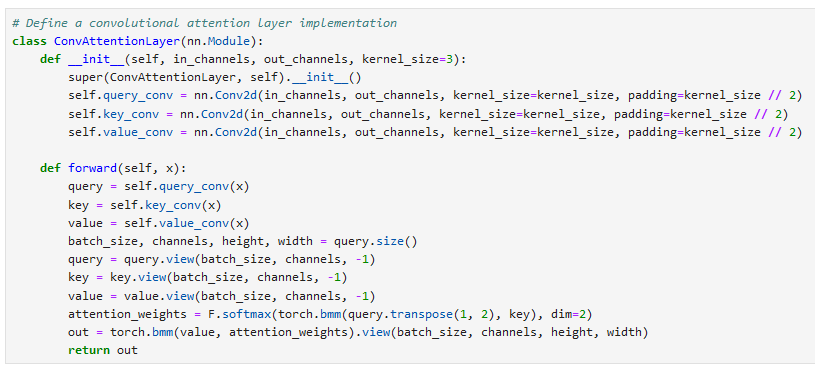 # Define a convolutional attention layer implementation
class ConvAttentionLayer(nn.Module):
    def __init__(self, in_channels, out_channels, kernel_size=3):
        super(ConvAttentionLayer, self).__init__()
        self.query_conv = nn.Conv2d(in_channels, out_channels, kernel_size=kernel_size, padding=kernel_size // 2)
        self.key_conv = nn.Conv2d(in_channels, out_channels, kernel_size=kernel_size, padding=kernel_size // 2)
        self.value_conv = nn.Conv2d(in_channels, out_channels, kernel_size=kernel_size, padding=kernel_size // 2)

    def forward(self, x):
        query = self.query_conv(x)
        key = self.key_conv(x)
        value = self.value_conv(x)
        batch_size, channels, height, width = query.size()
        query = query.view(batch_size, channels, -1)
        key = key.view(batch_size, channels, -1)
        value = value.view(batch_size, channels, -1)
        attention_weights = F.softmax(torch.bmm(query.transpose(1, 2), key), dim=2)
        out = torch.bmm(value, attention_weights).view(batch_size, channels, height, width)
        return out